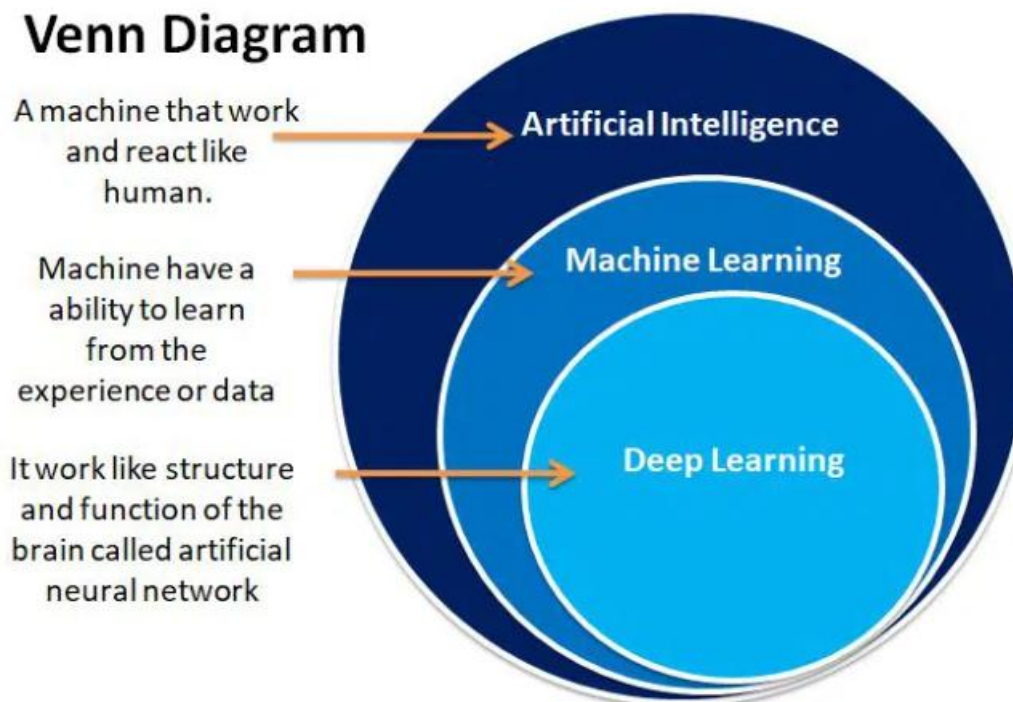 Venn Diagram
A machine that work
and react like
human.
Artificial Intelligence
Machine have a
ability to learn
from the
experience or data
Machine Learning
It work like structure
and function of the
brain called artificial
neural network
Deep Learning